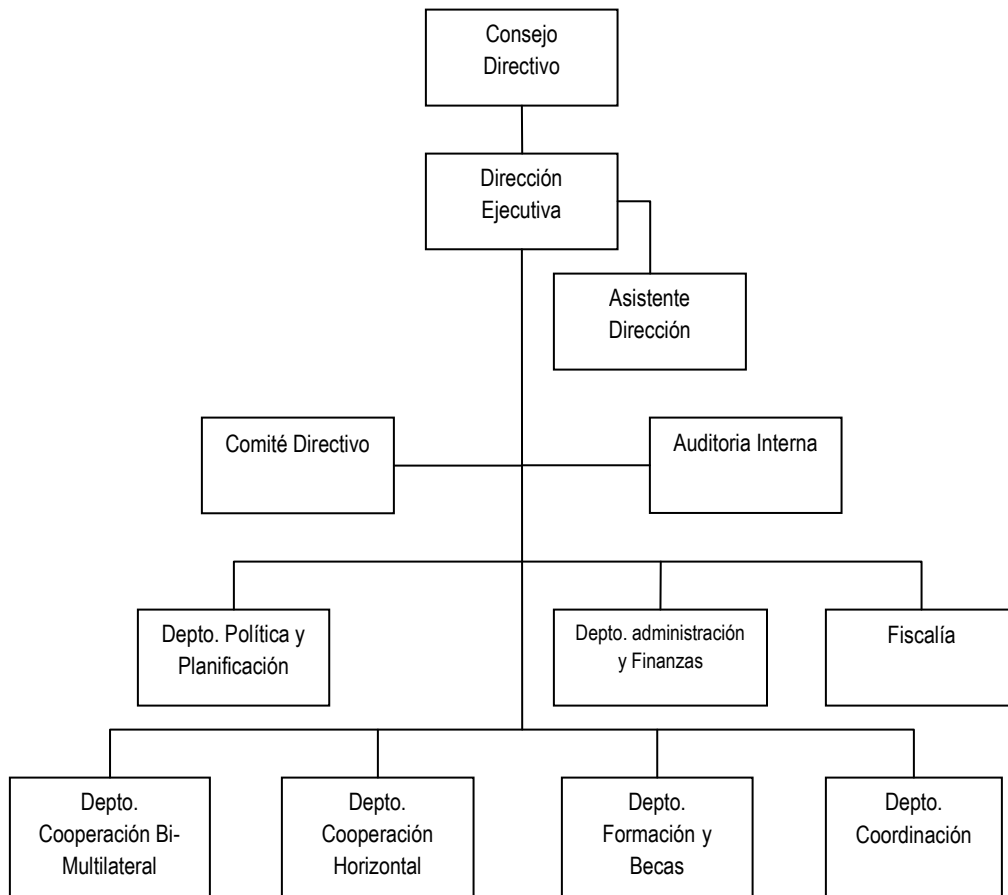 Consejo
Directivo
Dirección
Ejecutiva
Asistente
Dirección
Comité Directivo
Auditoria Interna
Depto. Política y
Planificación
Depto. administración
y Finanzas
Fiscalía
Depto.
Cooperación Bi-
Multilateral
Depto.
Cooperación
Horizontal
Depto.
Formación y
Becas
Depto.
Coordinación